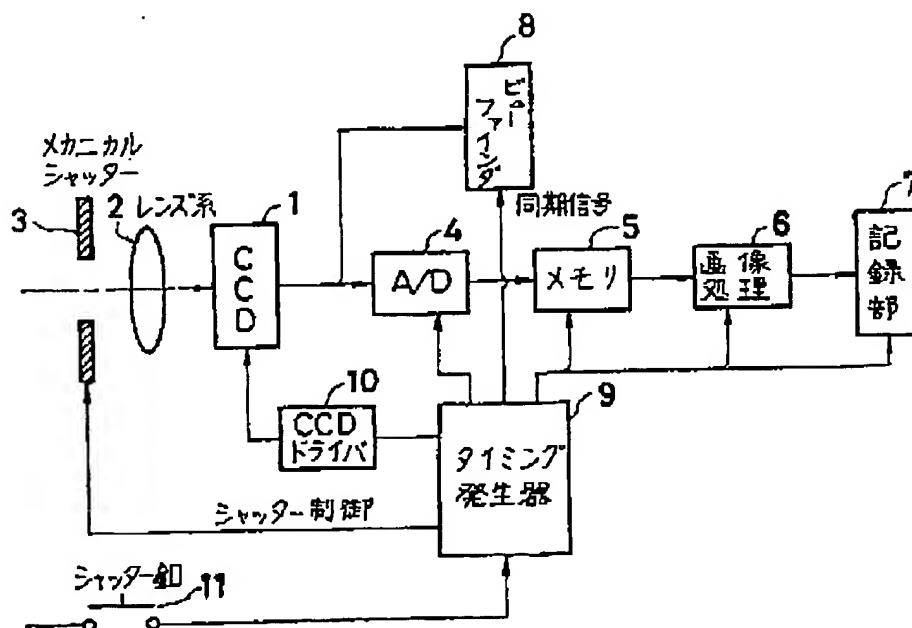 8
ビュー
ファインダ
メカニカル
シャッター
3
2 レンズ系
1
CCD
4
A/D
同期信号
5
メモリ
6
画像
処理
7
記録部
10
CCD
ドライバ
9
タイミング
発生器
シャッター制御
シャッター釦
11